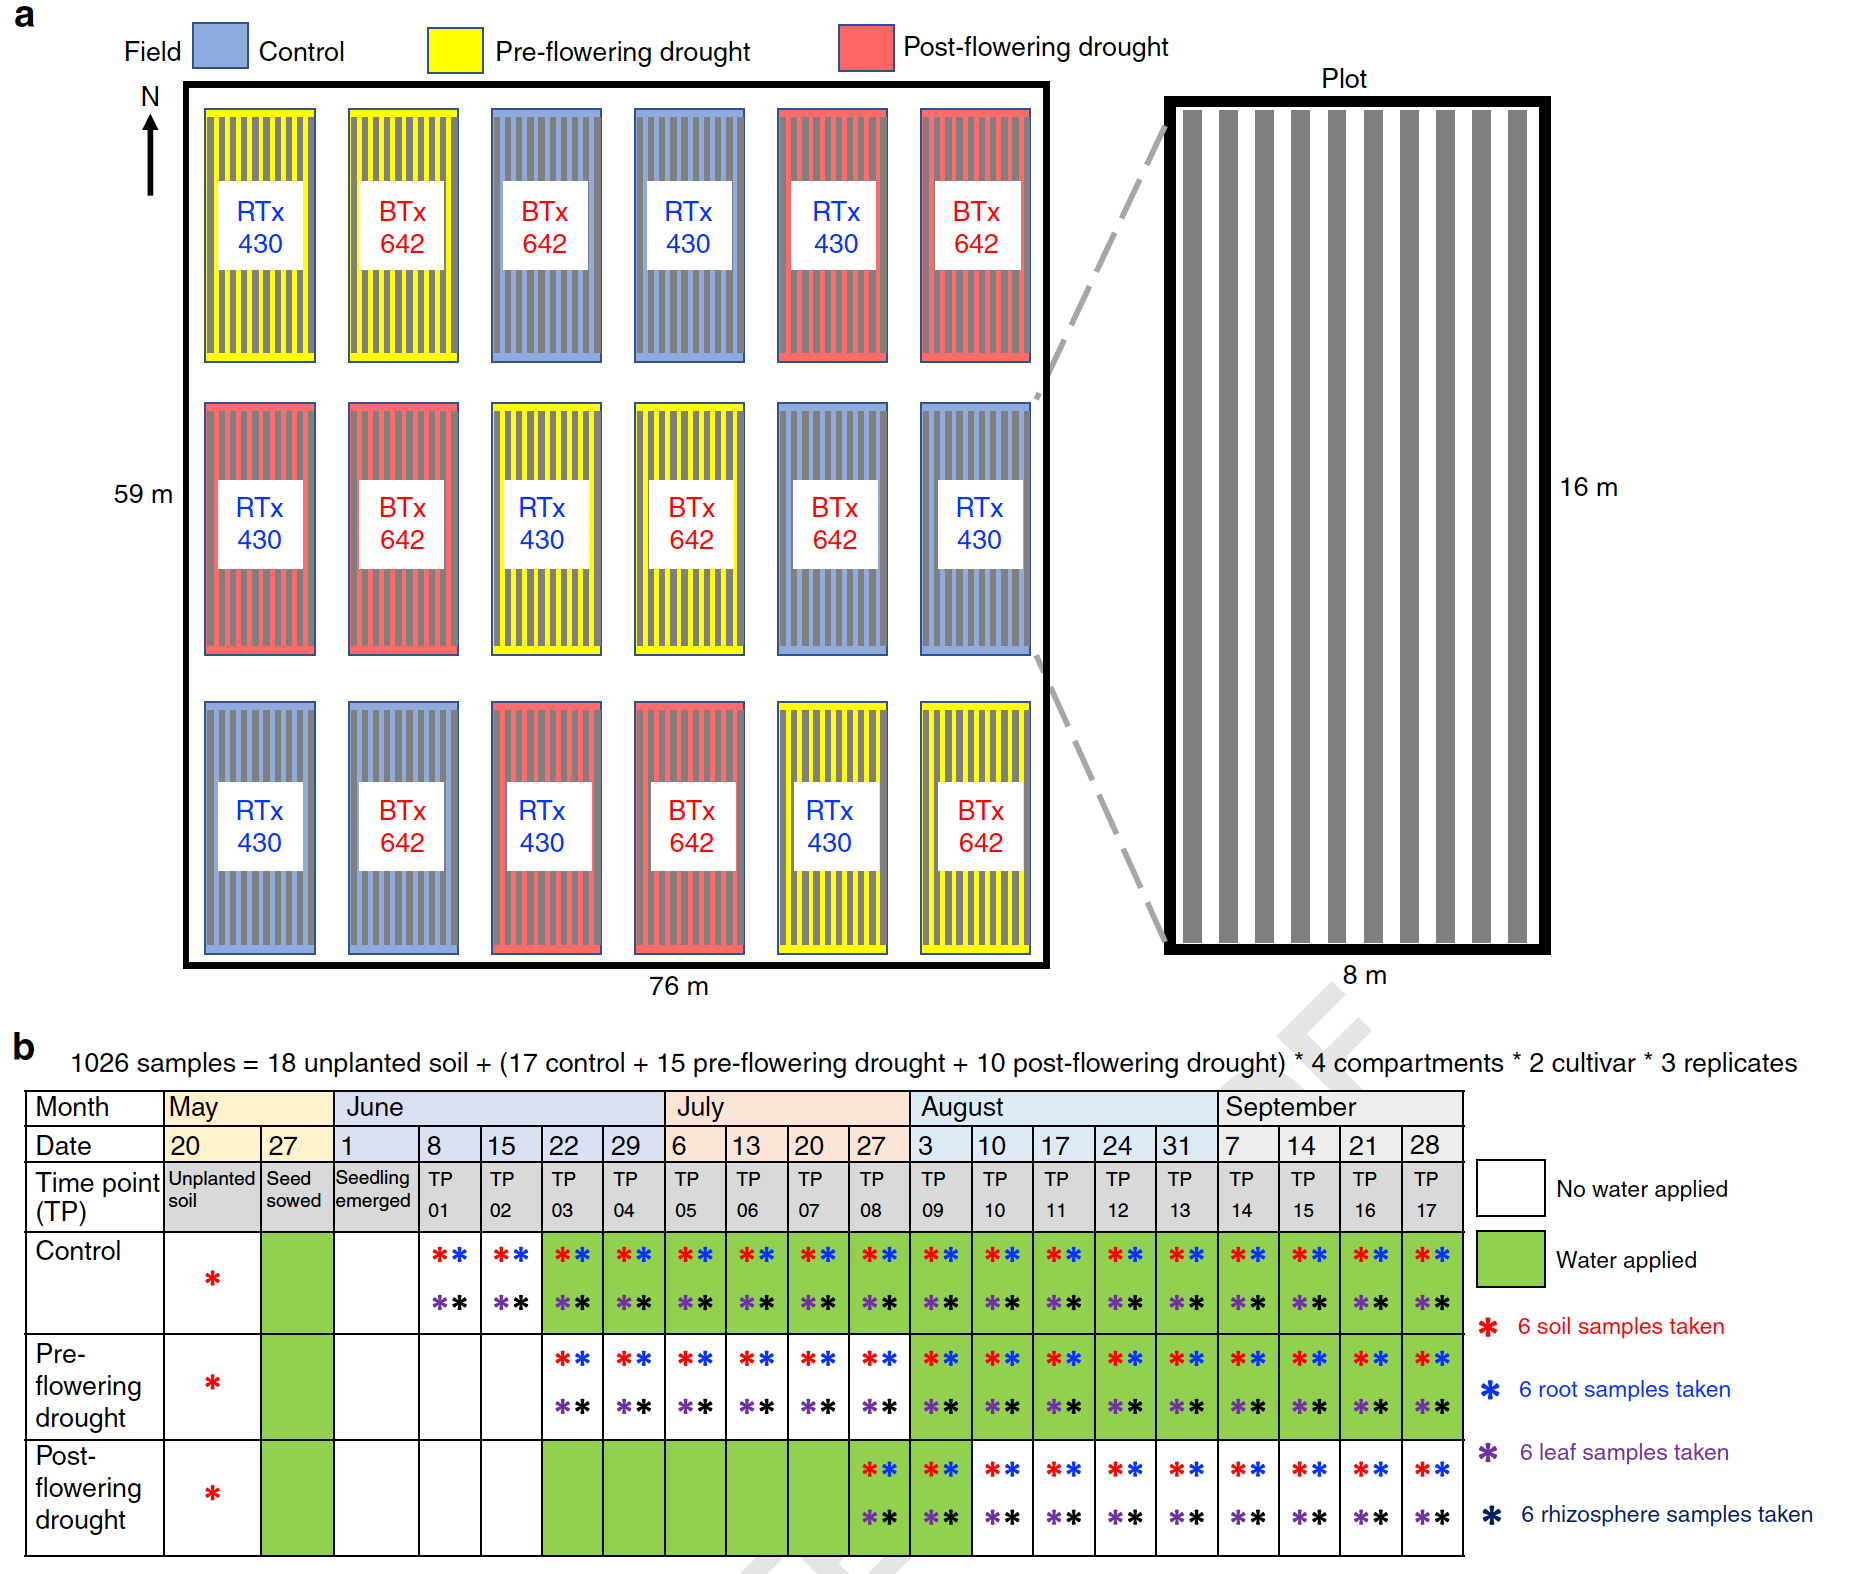 a
Field Control Pre-flowering drought Post-flowering drought
N
Plot
RTx BTx BTx RTx RTx BTx
430 642 642 430 430 642
59 m
RTx BTx RTx BTx BTx RTx
430 642 430 642 642 430
16 m
RTx BTx RTx BTx RTx BTx
430 642 430 642 430 642
76 m
8 m
b
1026 samples = 18 unplanted soil + (17 control + 15 pre-flowering drought + 10 post-flowering drought) * 4 compartments * 2 cultivar * 3 replicates
Month May June July August September
Date 20 27 1 8 15 22 29 6 13 20 27 3 10 17 24 31 7 14 21 28
Time point Unplanted Seed Seedling TP TP TP TP TP TP TP TP TP TP TP TP TP TP TP TP TP
(TP) soil sowed emerged 01 02 03 04 05 06 07 08 09 10 11 12 13 14 15 16 17
Control * ** ** ** ** ** ** ** ** ** ** ** ** ** ** ** ** **
** ** ** ** ** ** ** ** ** ** ** ** ** ** ** ** **
Pre- ** ** ** ** ** ** ** ** ** ** ** ** ** ** **
flowering *
drought ** ** ** ** ** ** ** ** ** ** ** ** ** ** **
Post- ** ** ** ** ** ** ** ** ** **
flowering *
drought ** ** ** ** ** ** ** ** ** **
No water applied
Water applied
* 6 soil samples taken
* 6 root samples taken
* 6 leaf samples taken
* 6 rhizosphere samples taken